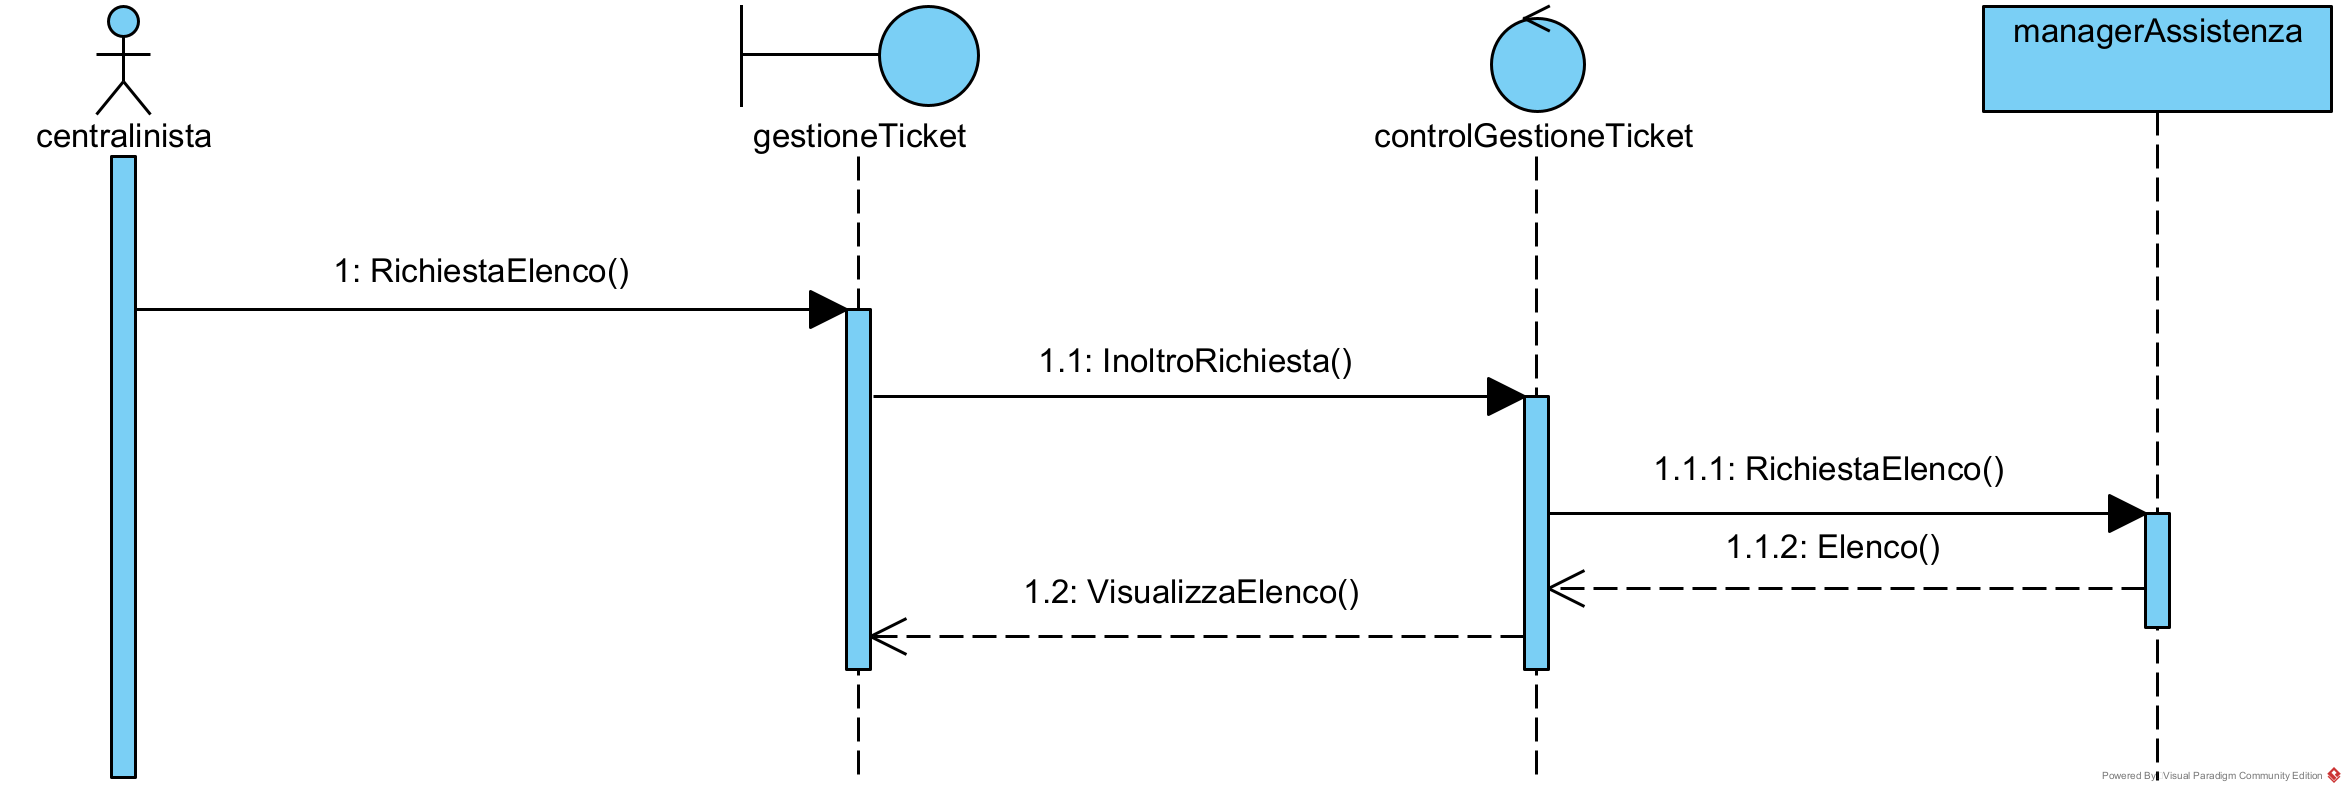 managerAssistenza
centralinista
gestioneTicket
controlGestioneTicket
1: RichiestaElenco()
1.1: InoltroRichiesta()
1.1.1: RichiestaElenco()
1.1.2: Elenco()
1.2: VisualizzaElenco()
Powered By Visual Paradigm Community Edition